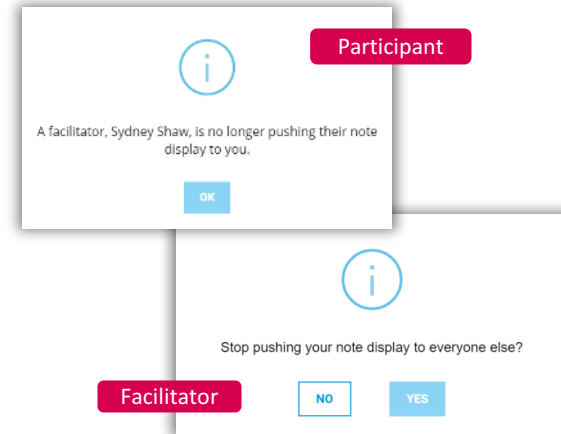 Participant
A facilitator, Sydney Shaw, is no longer pushing their note
display to you.
OK
Stop pushing your note display to everyone else?
Facilitator
NO
YES